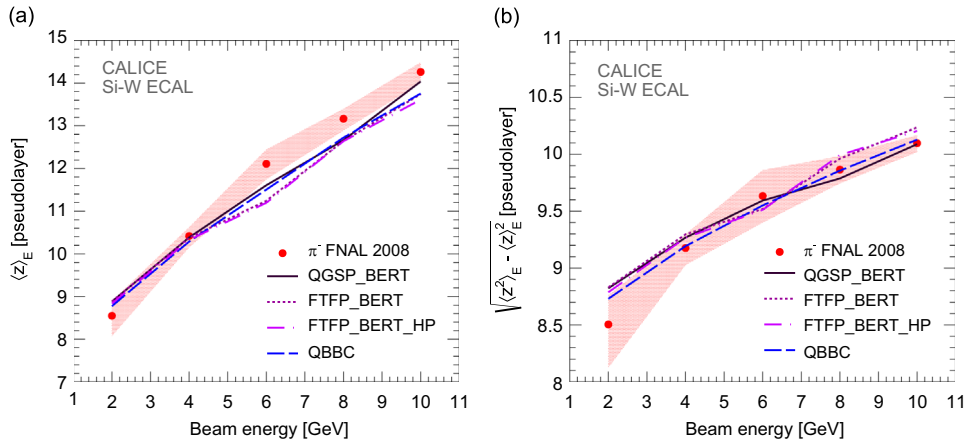 (a)
15
14
13
12
11
10
9
8
7
1 2 3 4 5 6 7 8 9 10 11
⟨z⟩_E [pseudolayer]
Beam energy [GeV]
CALICE
Si-W ECAL
π⁻ FNAL 2008
QGSP_BERT
FTFP_BERT
FTFP_BERT_HP
QBBC
(b)
11
10.5
10
9.5
9
8.5
8
1 2 3 4 5 6 7 8 9 10 11
√⟨z²⟩_E - ⟨z⟩²_E [pseudolayer]
Beam energy [GeV]
CALICE
Si-W ECAL
π⁻ FNAL 2008
QGSP_BERT
FTFP_BERT
FTFP_BERT_HP
QBBC